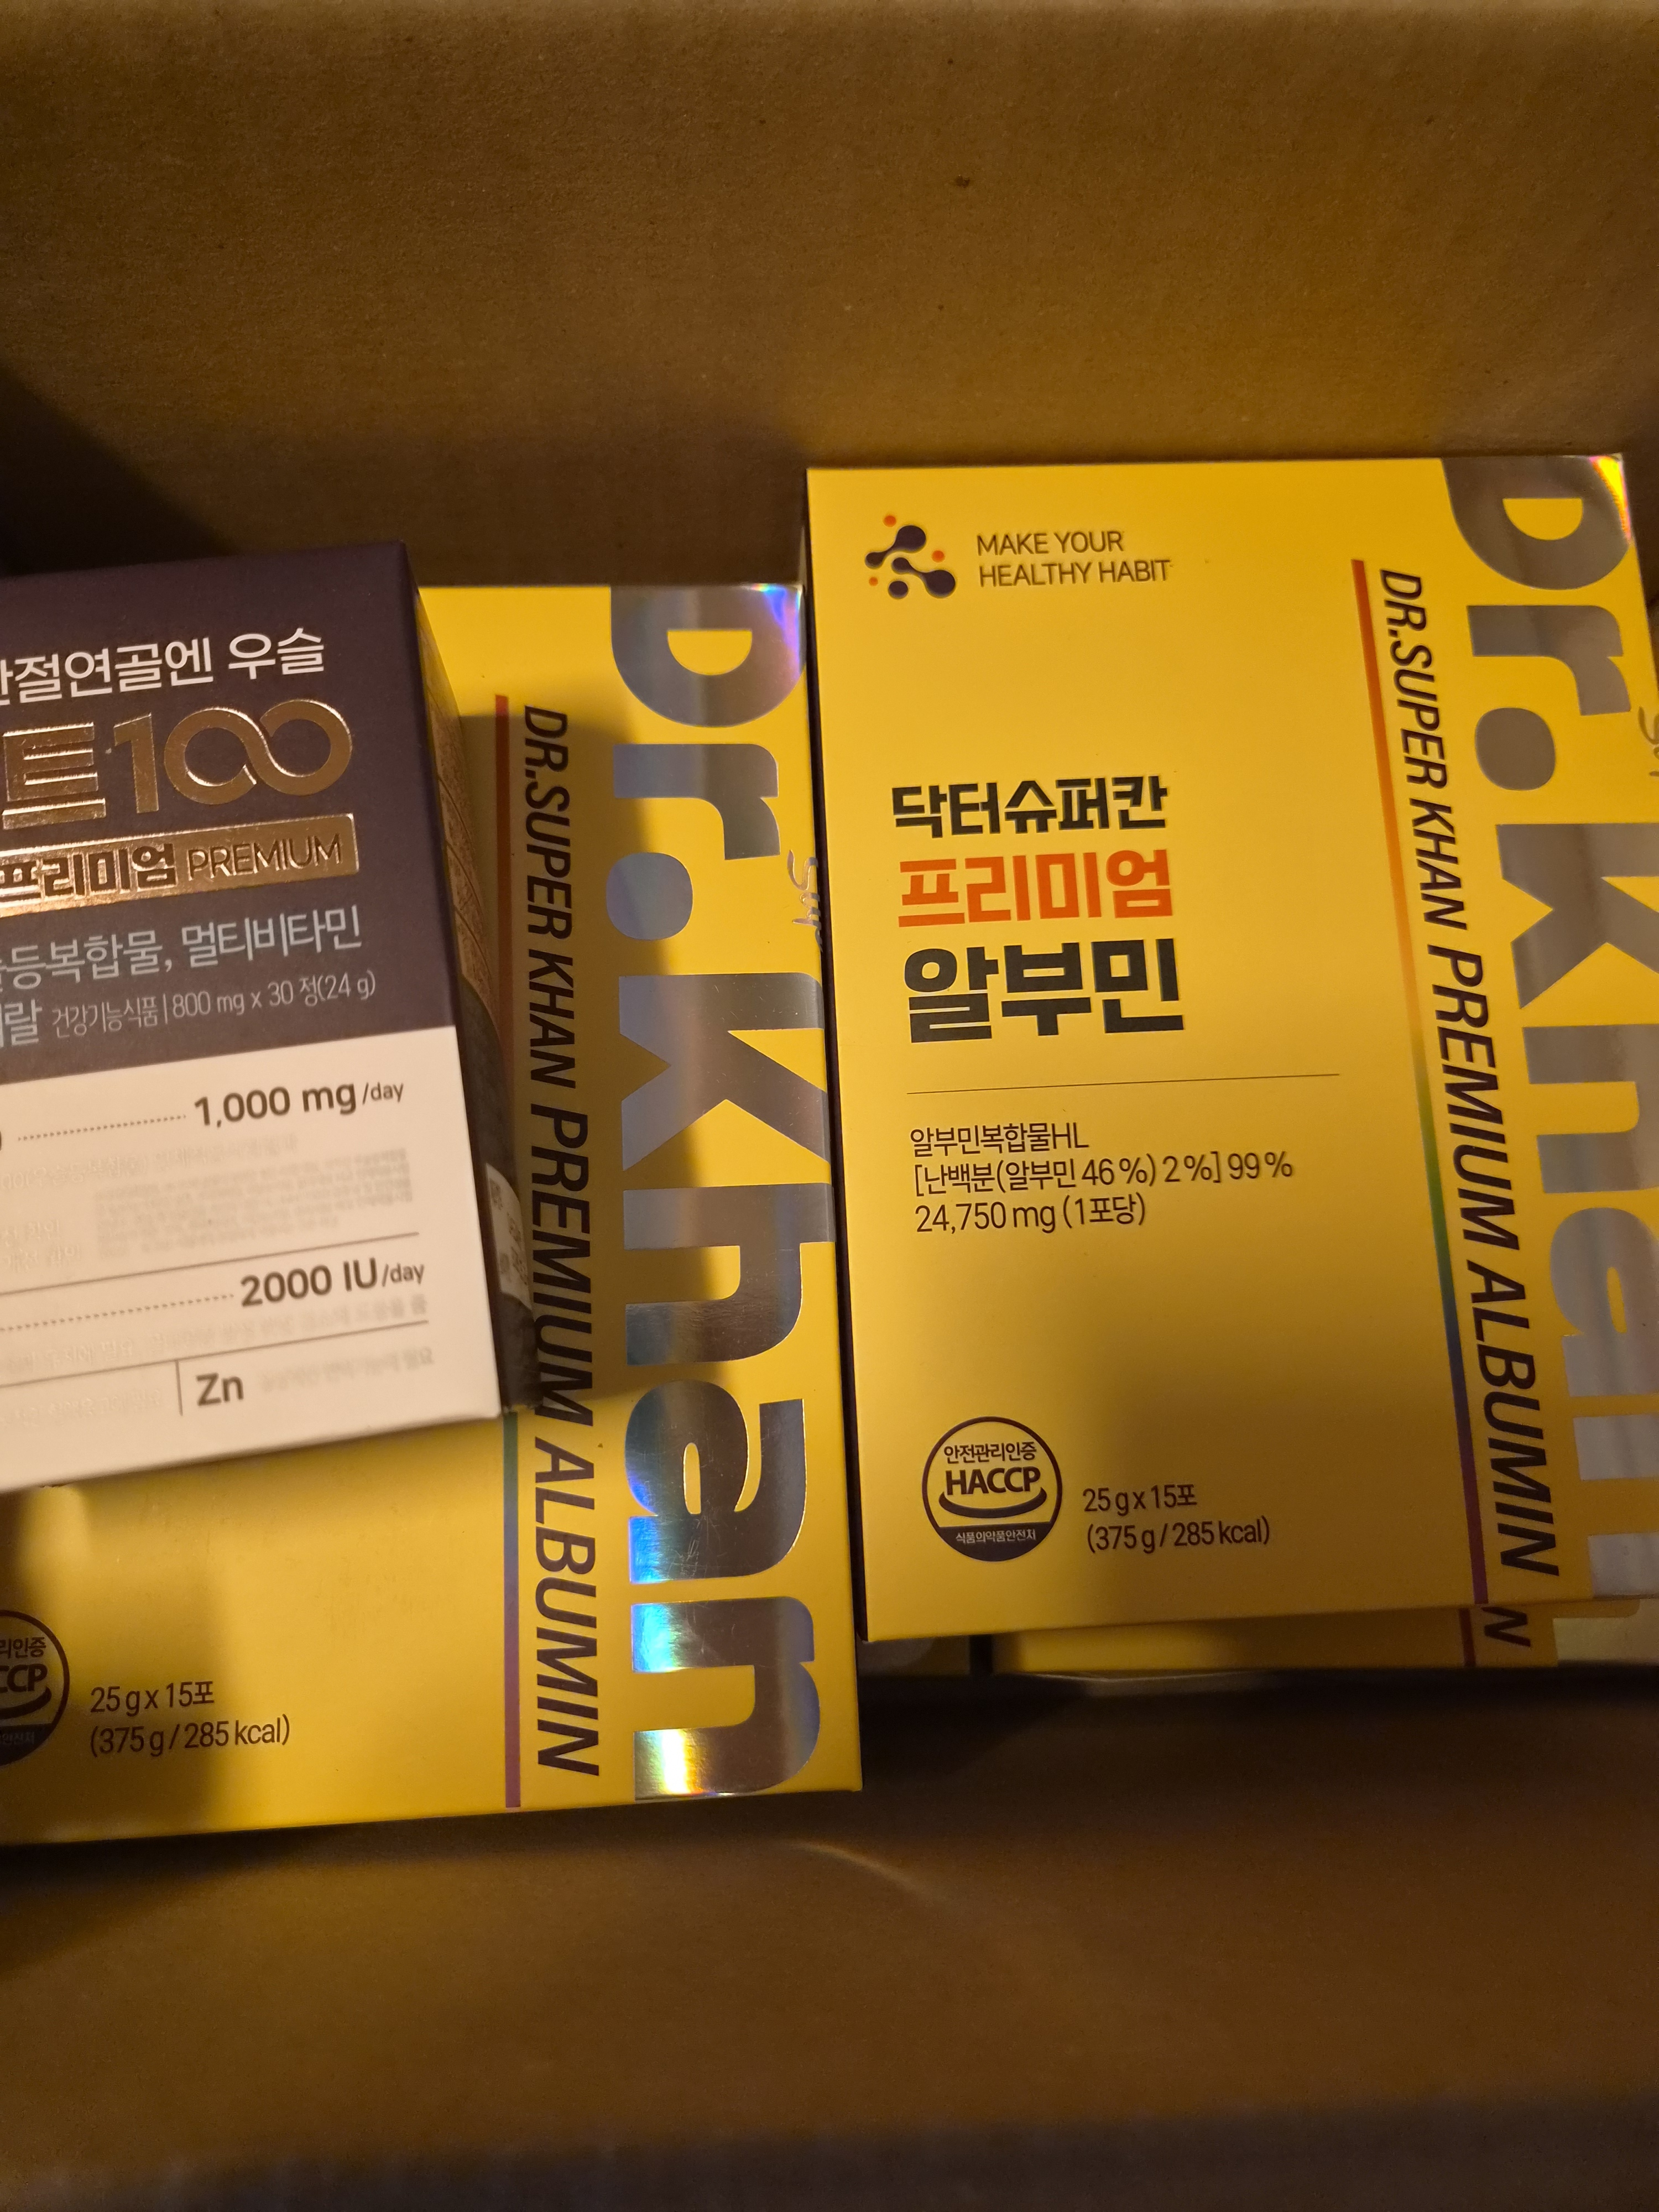 관절연골엔 우슬
트100
프리미엄 PREMIUM
등복합물, 멀티비타민
건강기능식품 | 800 mg x 30 정(24 g)
1,000 mg/day
2000 IU/day
Zn
DR.SUPER KHAN PREMIUM ALBUMIN
Dr.Khan
25 g x 15포
(375 g / 285 kcal)
MAKE YOUR
HEALTHY HABIT
닥터슈퍼칸
프리미엄
알부민
알부민복합물HL
[난백분(알부민 46 %) 2 %] 99 %
24,750 mg (1포당)
안전관리인증
HACCP
식품의약품안전처
25 g x 15포
(375 g / 285 kcal)
DR.SUPER KHAN PREMIUM ALBUMIN
Dr.Khan